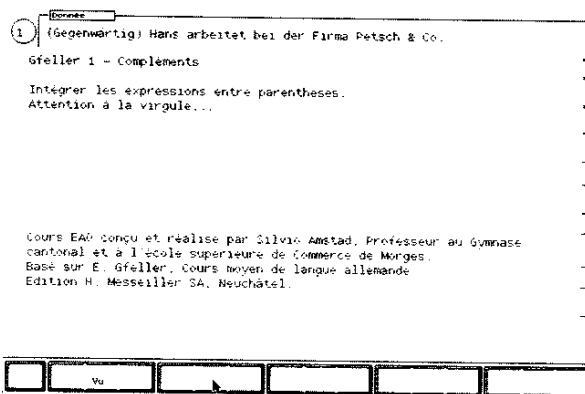 Donnée
1 (Gegenwärtig) Hans arbeitet bei der Firma Petsch & Co.
Gfeller 1 - Compléments
Intégrer les expressions entre parenthèses.
Attention à la virgule...
Cours EAO conçu et réalisé par Silvio Amstad, Professeur au Gymnase
cantonal et à l'école supérieure de Commerce de Morges.
Basé sur E. Gfeller, Cours moyen de langue allemande
Edition H. Messeiller SA, Neuchâtel.
Vu